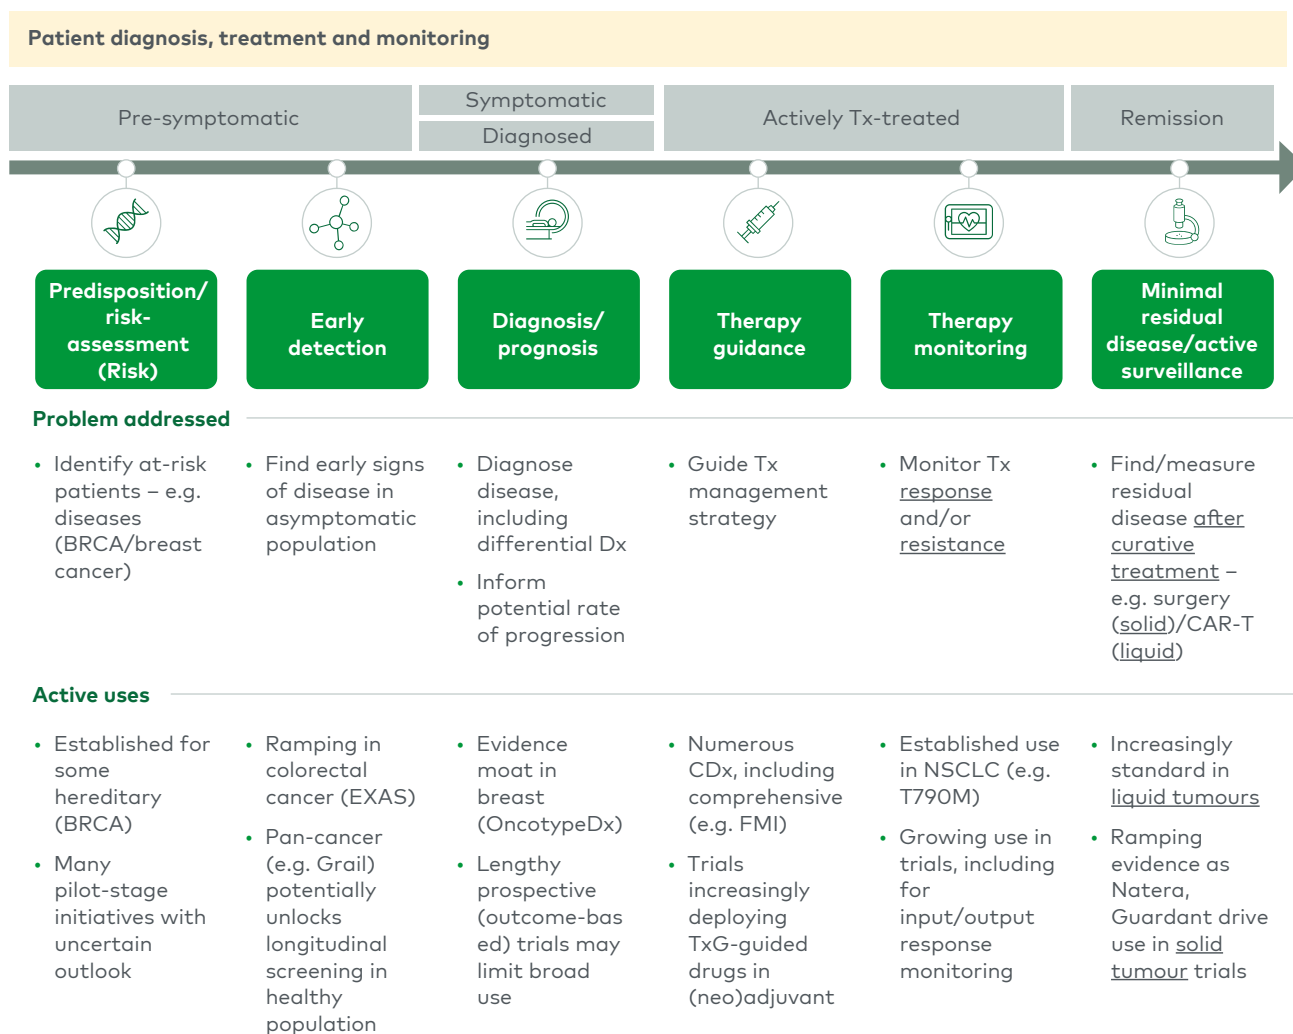 Patient diagnosis, treatment and monitoring
Pre-symptomatic
Symptomatic
Diagnosed
Actively Tx-treated
Remission
Predisposition/
risk-
assessment
(Risk)
Early
detection
Diagnosis/
prognosis
Therapy
guidance
Therapy
monitoring
Minimal
residual
disease/active
surveillance
Problem addressed
• Identify at-risk
patients – e.g.
diseases
(BRCA/breast
cancer)
• Find early signs
of disease in
asymptomatic
population
• Diagnose
disease,
including
differential Dx
• Inform
potential rate
of progression
• Guide Tx
management
strategy
• Monitor Tx
response
and/or
resistance
• Find/measure
residual
disease after
curative
treatment –
e.g. surgery
(solid)/CAR-T
(liquid)
Active uses
• Established for
some
hereditary
(BRCA)
• Many
pilot-stage
initiatives with
uncertain
outlook
• Ramping in
colorectal
cancer (EXAS)
• Pan-cancer
(e.g. Grail)
potentially
unlocks
longitudinal
screening in
healthy
population
• Evidence
moat in
breast
(OncotypeDx)
• Lengthy
prospective
(outcome-bas
ed) trials may
limit broad
use
• Numerous
CDx, including
comprehensive
(e.g. FMI)
• Trials
increasingly
deploying
TxG-guided
drugs in
(neo)adjuvant
• Established use
in NSCLC (e.g.
T790M)
• Growing use in
trials, including
for
input/output
response
monitoring
• Increasingly
standard in
liquid tumours
• Ramping
evidence as
Natera,
Guardant drive
use in solid
tumour trials